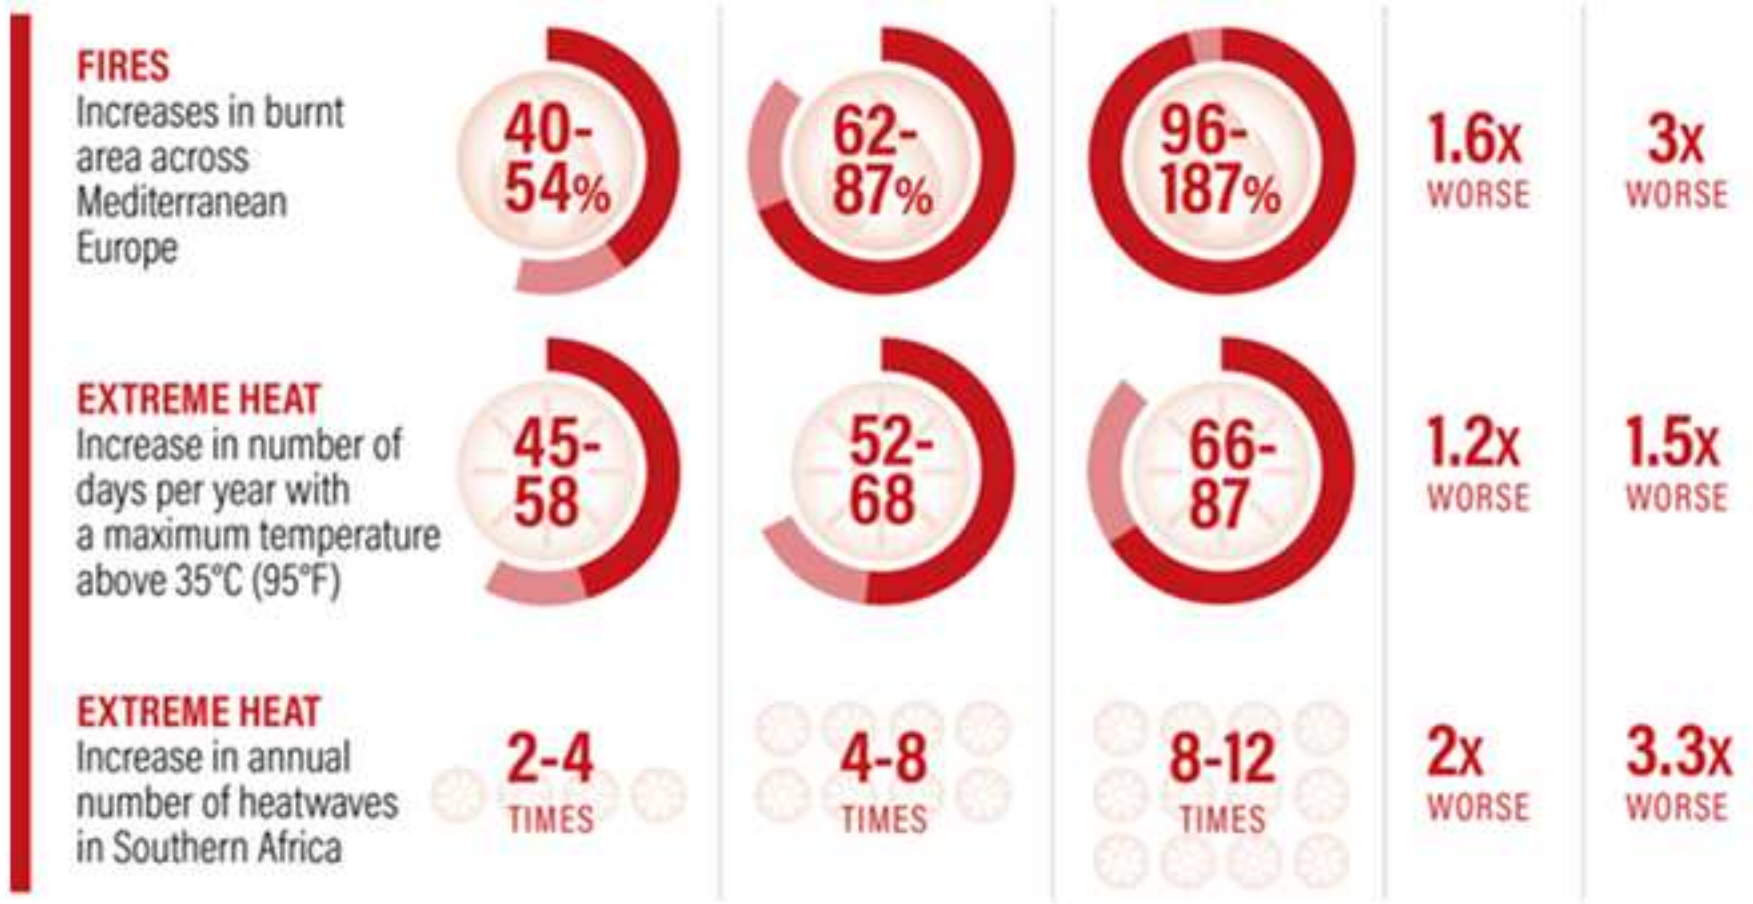 FIRES
Increases in burnt
area across
Mediterranean
Europe
40-
54%
62-
87%
96-
187%
1.6x
WORSE
3x
WORSE
EXTREME HEAT
Increase in number of
days per year with
a maximum temperature
above 35°C (95°F)
45-
58
52-
68
66-
87
1.2x
WORSE
1.5x
WORSE
EXTREME HEAT
Increase in annual
number of heatwaves
in Southern Africa
2-4
TIMES
4-8
TIMES
8-12
TIMES
2x
WORSE
3.3x
WORSE